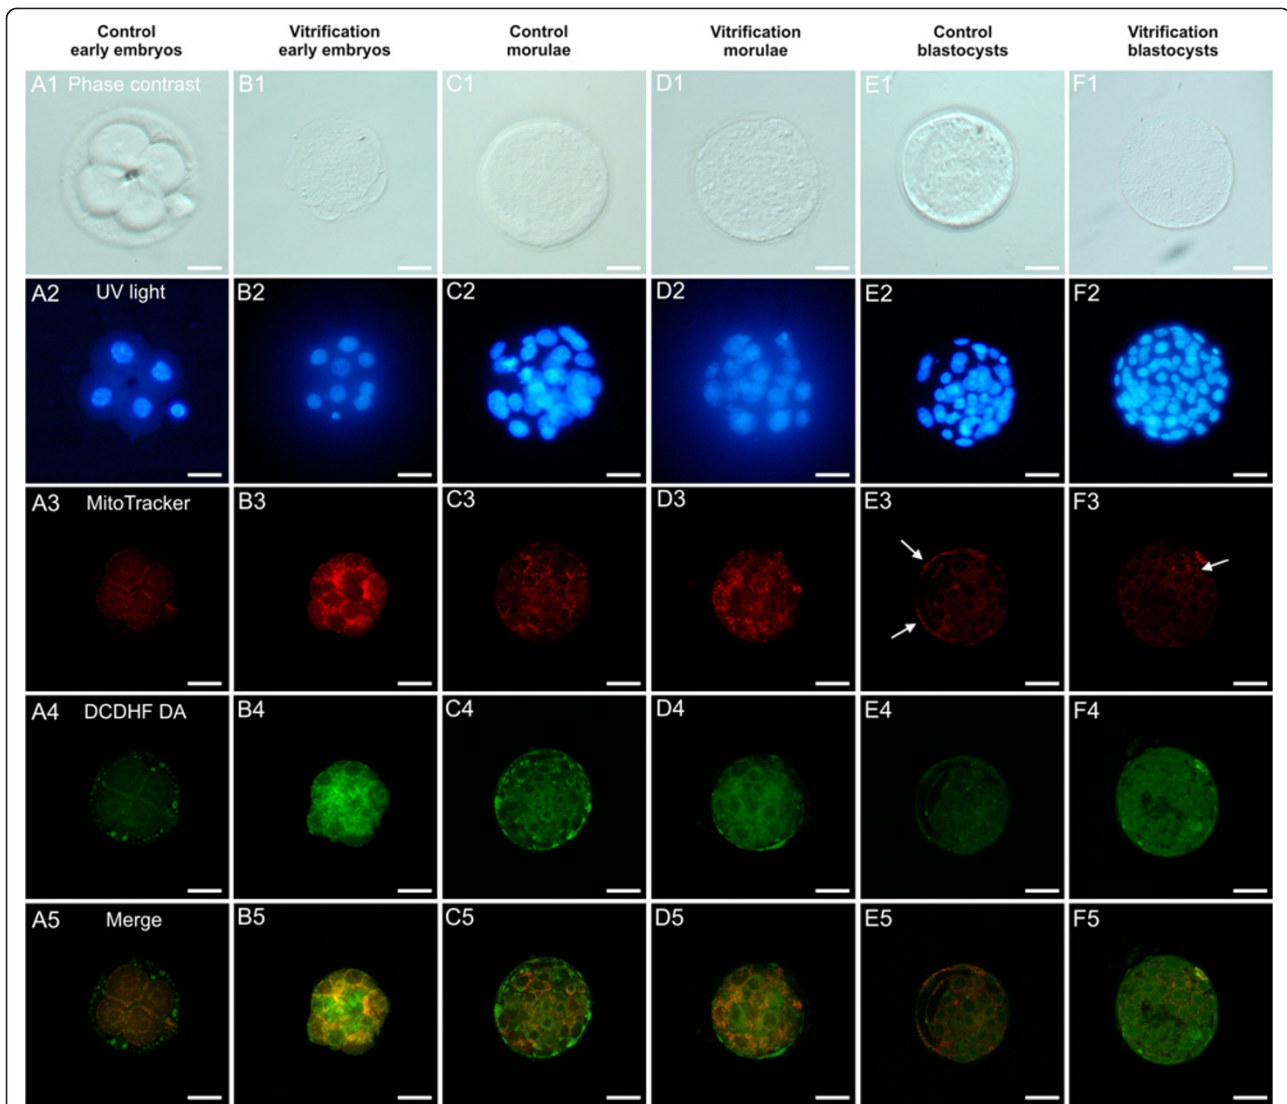 Control
early embryos
Vitrification
early embryos
Control
morulae
Vitrification
morulae
Control
blastocysts
Vitrification
blastocysts
A1 Phase contrast
B1
C1
D1
E1
F1
A2 UV light
B2
C2
D2
E2
F2
A3 MitoTracker
B3
C3
D3
E3
F3
A4 DCDHF DA
B4
C4
D4
E4
F4
A5 Merge
B5
C5
D5
E5
F5